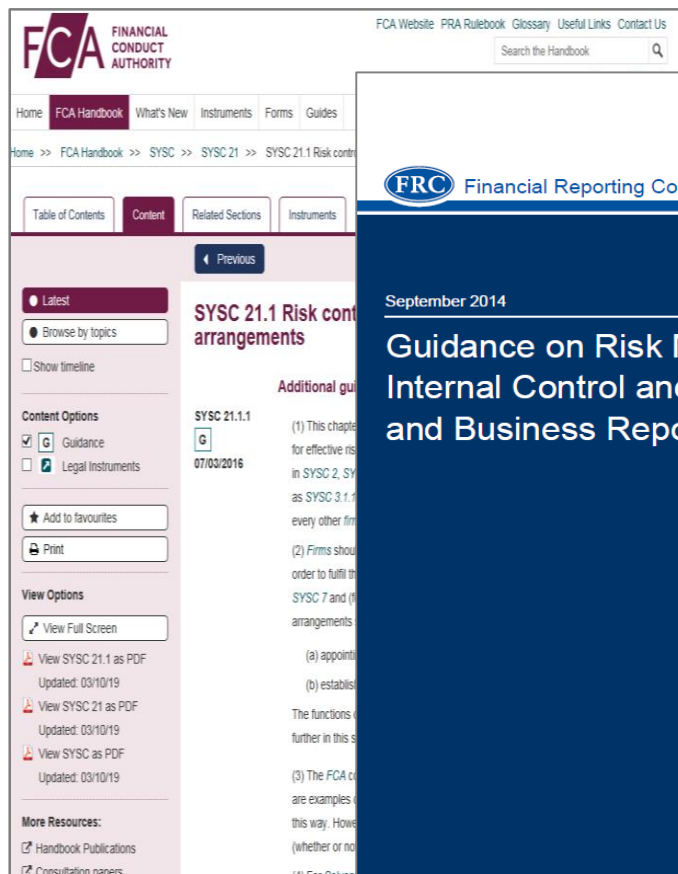 FCA FINANCIAL
CONDUCT
AUTHORITY
FCA Website PRA Rulebook Glossary Useful Links Contact Us
Search the Handbook
Home FCA Handbook What's New Instruments Forms Guides
Home >> FCA Handbook >> SYSC >> SYSC 21 >> SYSC 21.1 Risk contr
Table of Contents Content Related Sections Instruments
Previous
Latest
Browse by topics
Show timeline
Content Options
G Guidance
Legal Instruments
Add to favourites
Print
View Options
View Full Screen
View SYSC 21.1 as PDF
Updated: 03/10/19
View SYSC 21 as PDF
Updated: 03/10/19
View SYSC as PDF
Updated: 03/10/19
More Resources:
Handbook Publications
Consultation papers
SYSC 21.1 Risk cont
arrangements
Additional gui
SYSC 21.1.1
G
07/03/2016
(1) This chapte
for effective ris
in SYSC 2, SY
as SYSC 3.1.1
every other firm
(2) Firms shou
order to fulfil th
SYSC 7 and (f
arrangements
(a) appointi
(b) establis
The functions
further in this s
(3) The FCA co
are examples
this way. Howe
(whether or no
FRC Financial Reporting Co
September 2014
Guidance on Risk
Internal Control and
and Business Repo